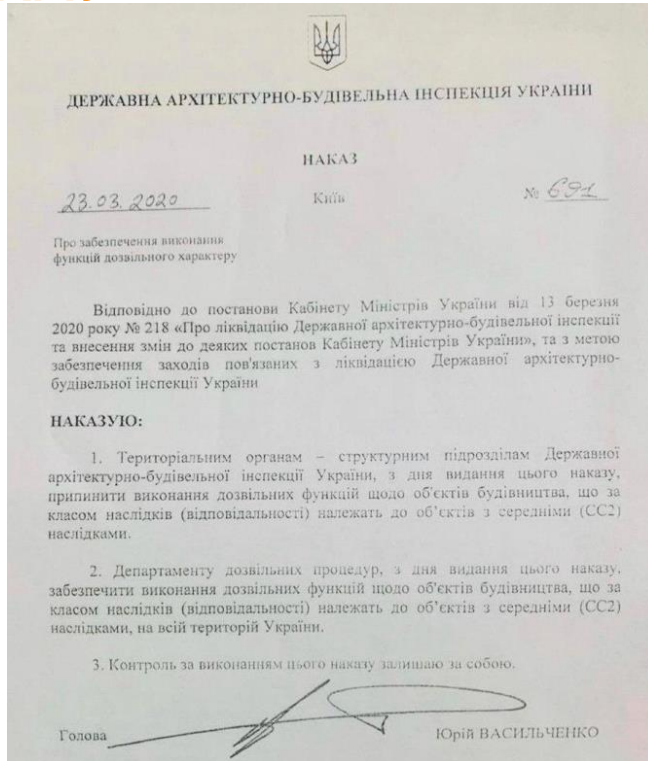 ДЕРЖАВНА АРХІТЕКТУРНО-БУДІВЕЛЬНА ІНСПЕКЦІЯ УКРАЇНИ
НАКАЗ
23.03.2020 Київ № 691
Про забезпечення виконання
функцій дозвільного характеру
Відповідно до постанови Кабінету Міністрів України від 13 березня
2020 року № 218 «Про ліквідацію Державної архітектурно-будівельної інспекції
та внесення змін до деяких постанов Кабінету Міністрів України», та з метою
забезпечення заходів пов'язаних з ліквідацією Державної архітектурно-
будівельної інспекції України
НАКАЗУЮ:
1. Територіальним органам – структурним підрозділам Державної
архітектурно-будівельної інспекції України, з дня видання цього наказу,
припинити виконання дозвільних функцій щодо об'єктів будівництва, що за
класом наслідків (відповідальності) належать до об'єктів з середніми (СС2)
наслідками.
2. Департаменту дозвільних процедур, з дня видання цього наказу,
забезпечити виконання дозвільних функцій щодо об'єктів будівництва, що за
класом наслідків (відповідальності) належать до об'єктів з середніми (СС2)
наслідками, на всій територій України.
3. Контроль за виконанням цього наказу залишаю за собою.
Голова Юрій ВАСИЛЬЧЕНКО